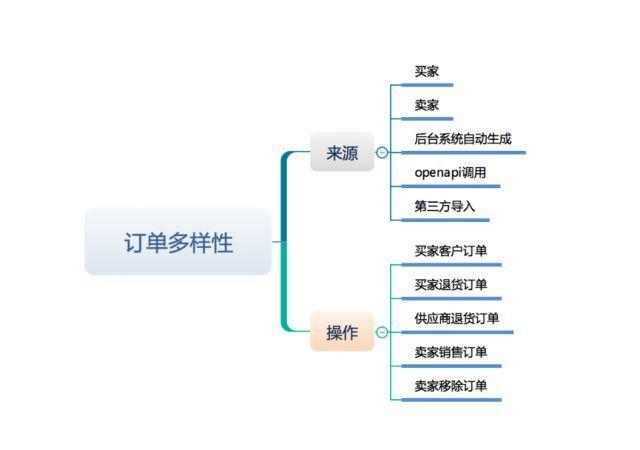 订单多样性
来源
买家
卖家
后台系统自动生成
openapi调用
第三方导入
操作
买家客户订单
买家退货订单
供应商退货订单
卖家销售订单
卖家移除订单